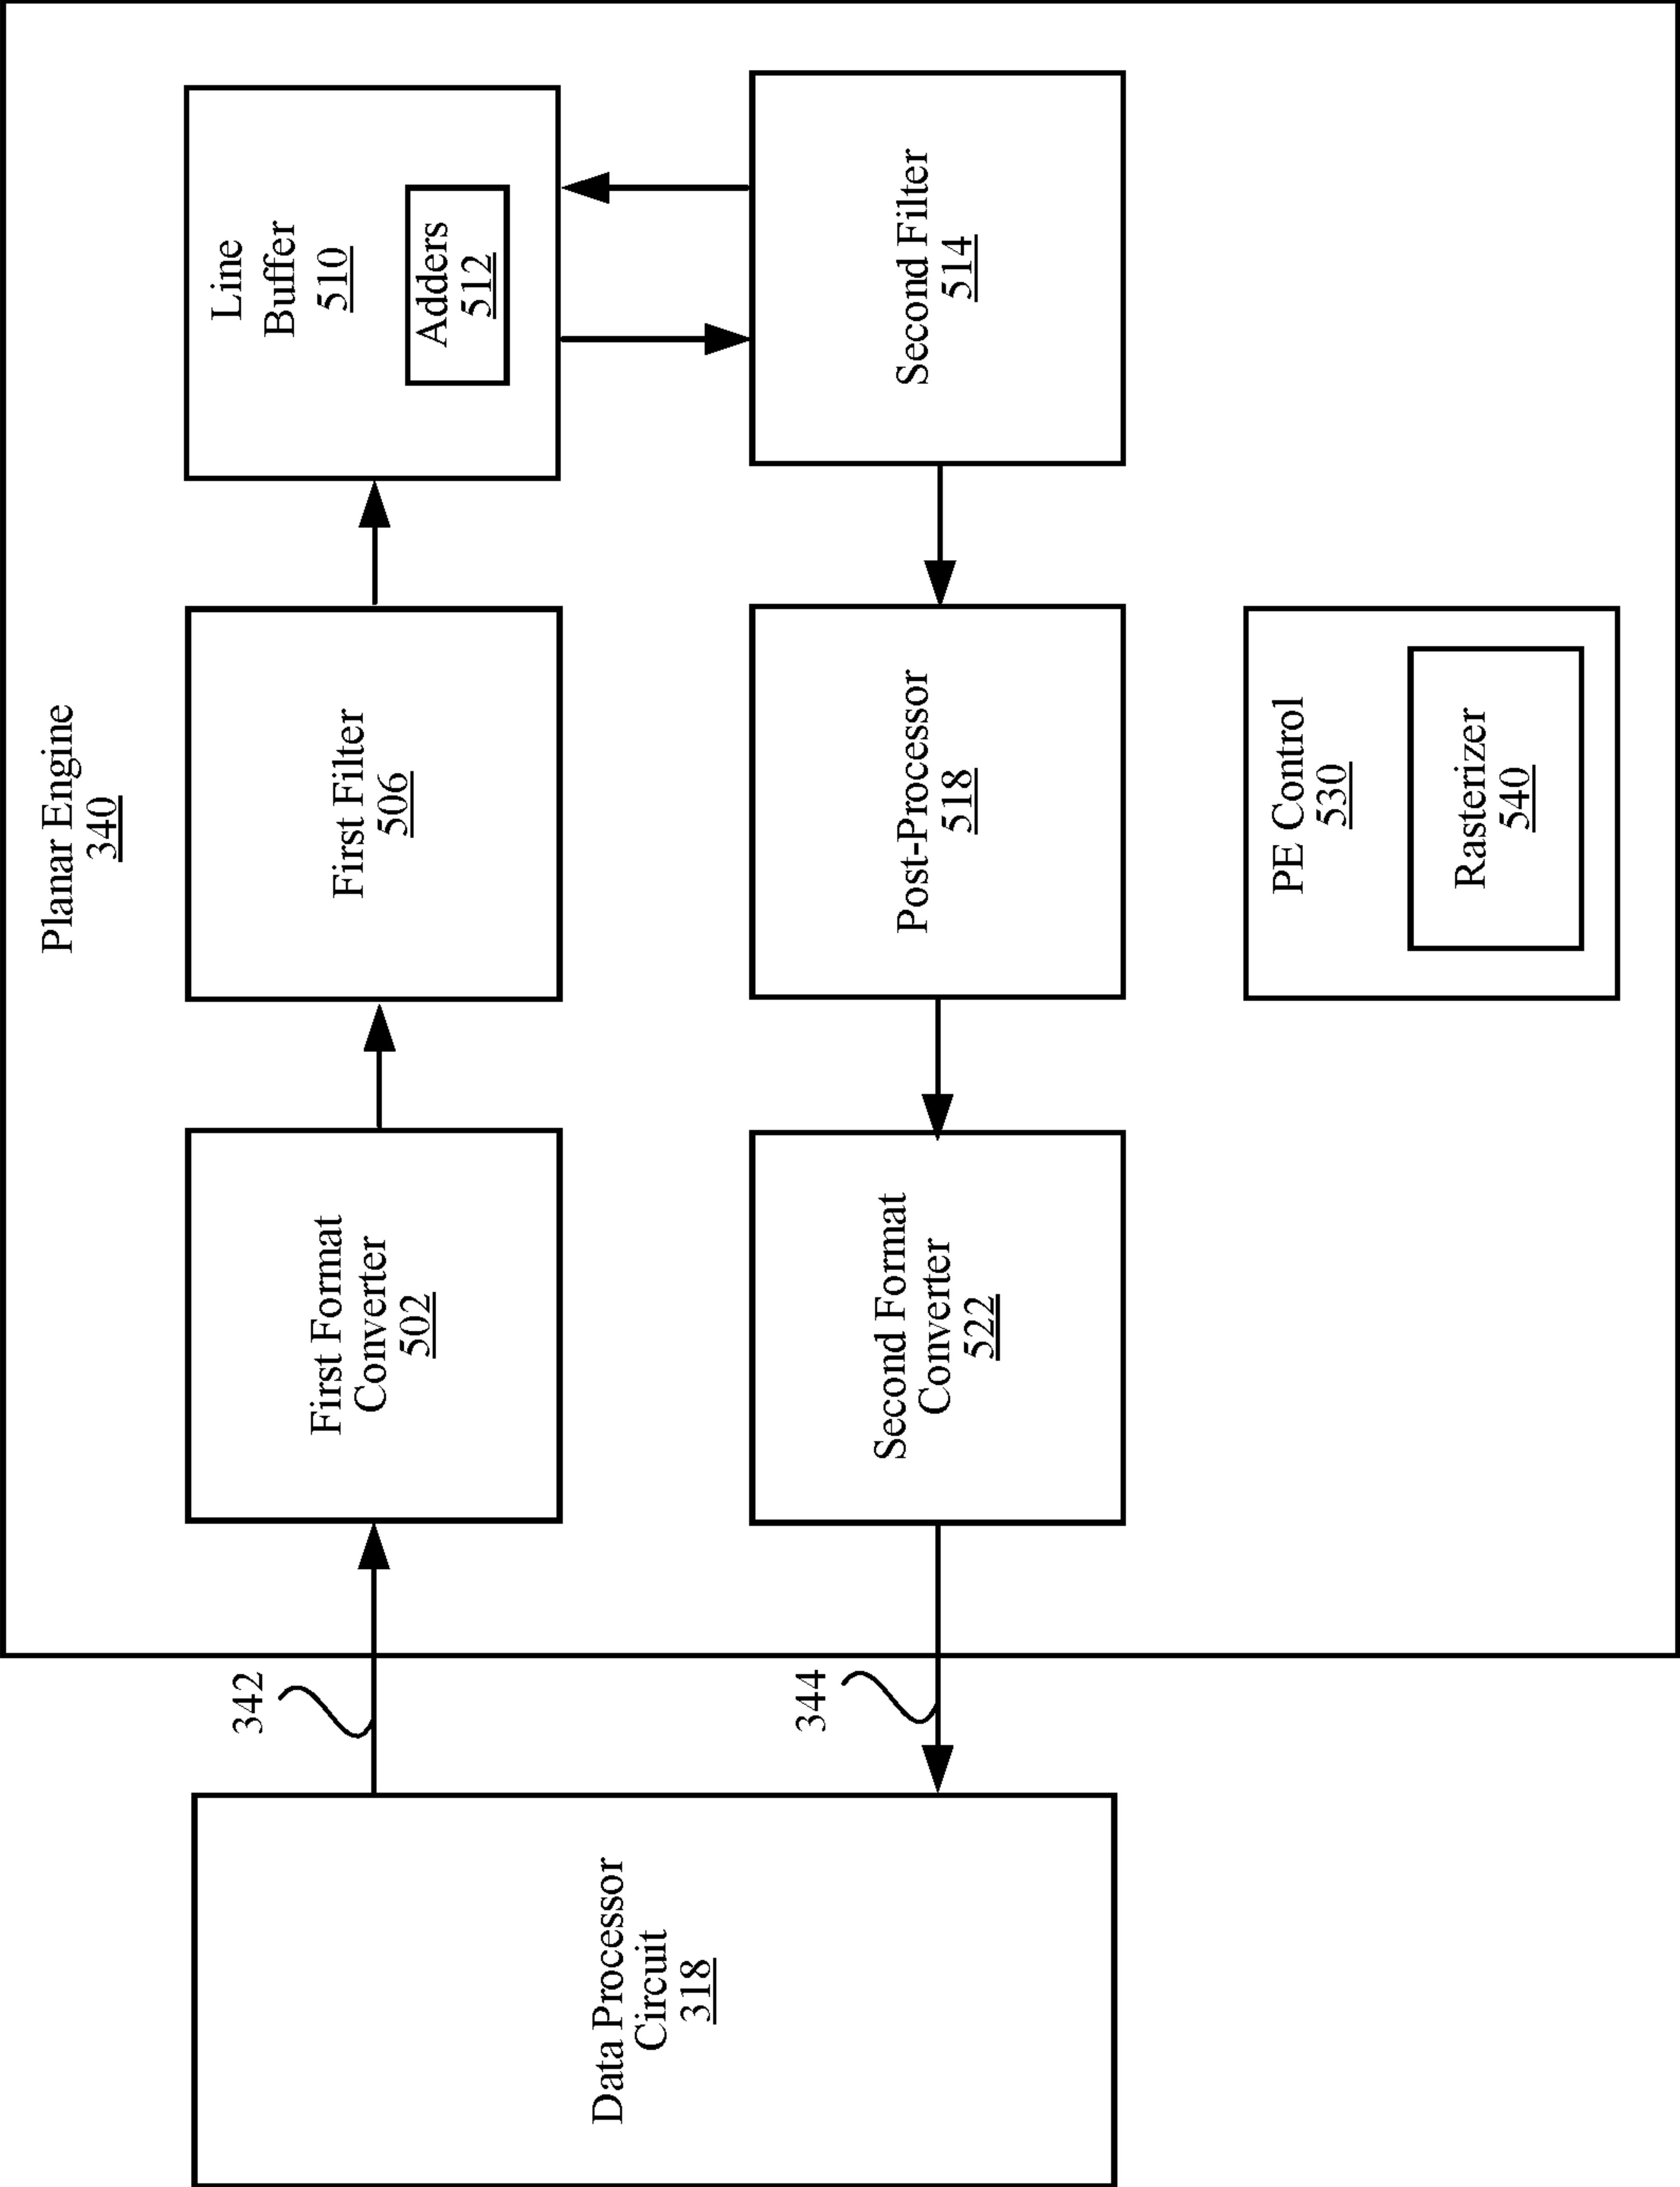 Planar Engine
340
First Format
Converter
502
First Filter
506
Line
Buffer
510
Adders
512
342
Data Processor
Circuit
318
344
Second Format
Converter
522
Post-Processor
518
Second Filter
514
PE Control
530
Rasterizer
540